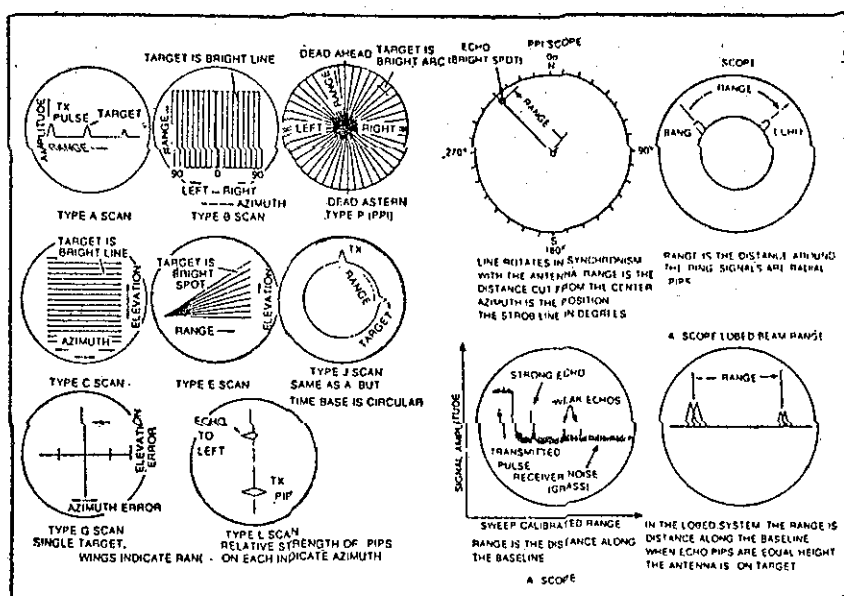 TARGET IS BRIGHT LINE
DEAD AHEAD
TARGET IS
BRIGHT ARC
AMPLITUDE
TX
PULSE
TARGET
RANGE
RANGE
90 0 90
LEFT RIGHT
AZIMUTH
RANGE
LEFT
RIGHT
DEAD ASTERN
TYPE A SCAN
TYPE B SCAN
TYPE P (PPI)
TARGET IS
BRIGHT LINE
ELEVATION
AZIMUTH
TYPE C SCAN
TARGET IS
BRIGHT
SPOT
RANGE
ELEVATION
TYPE E SCAN
TX
RANGE
TARGET
TYPE J SCAN
SAME AS A BUT
TIME BASE IS CIRCULAR
ELEVATION
ERROR
AZIMUTH ERROR
TYPE G SCAN
SINGLE TARGET,
WINGS INDICATE
ECHO
TO
LEFT
TX
PIP
TYPE L SCAN
RELATIVE STRENGTH OF PIPS
ON EACH INDICATE AZIMUTH
ECHO
(BRIGHT SPOT)
PPI SCOPE
N
RANGE
270°
90°
S
180°
LINE ROTATES IN SYNCHRONISM
WITH THE ANTENNA RANGE IS THE
DISTANCE OUT FROM THE CENTER
AZIMUTH IS THE POSITION
THE STROB LINE IN DEGREES
SCOPE
RANGE
BANG
ECHO
RANGE IS THE DISTANCE AROUND
THE RING SIGNALS ARE RADIAL
PIPS
SIGNAL AMPLITUDE
STRONG ECHO
WEAK ECHOS
TRANSMITTED
PULSE
RECEIVER NOISE
(GRASS)
SWEEP CALIBRATED RANGE
RANGE IS THE DISTANCE ALONG
THE BASELINE
A SCOPE
A SCOPE LOBED BEAM RANGE
RANGE
IN THE LOBED SYSTEM THE RANGE IS
DISTANCE ALONG THE BASELINE
WHEN ECHO PIPS ARE EQUAL HEIGHT
THE ANTENNA IS ON TARGET